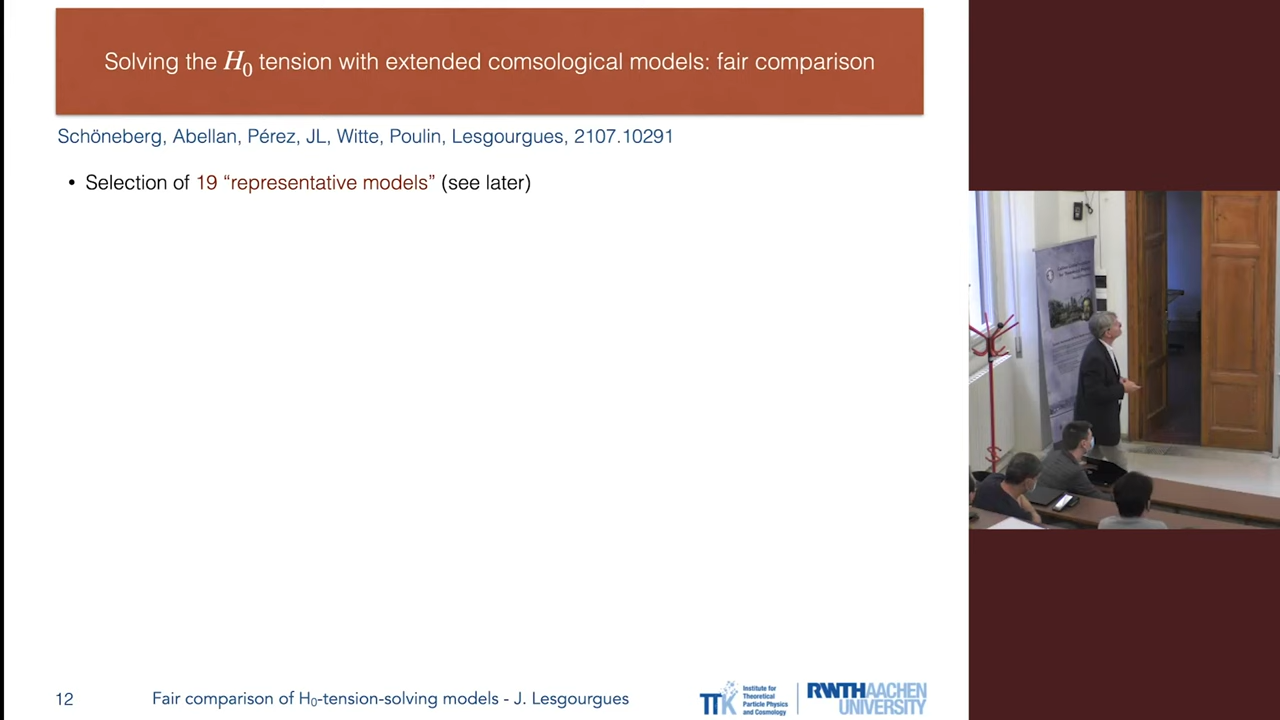 Solving the H₀ tension with extended comsological models: fair comparison
Schöneberg, Abellan, Pérez, JL, Witte, Poulin, Lesgourgues, 2107.10291
• Selection of 19 “representative models” (see later)
12
Fair comparison of H₀-tension-solving models - J. Lesgourgues
TTK
Institute for
Theoretical
Particle Physics
and Cosmology
RWTHAACHEN
UNIVERSITY